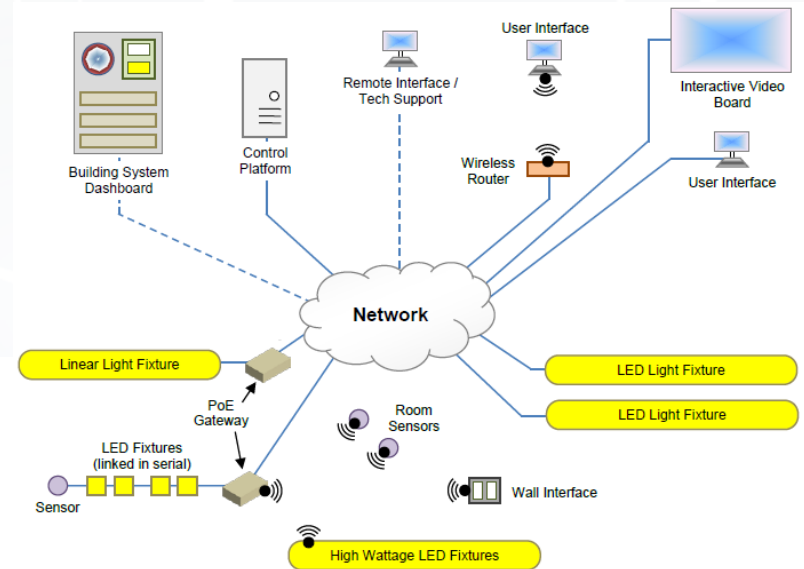 User Interface
Remote Interface /
Tech Support
Interactive Video
Board
Building System
Dashboard
Control
Platform
Wireless
Router
User Interface
Network
Linear Light Fixture
LED Light Fixture
PoE
Gateway
Room
Sensors
LED Light Fixture
LED Fixtures
(linked in serial)
Sensor
Wall Interface
High Wattage LED Fixtures